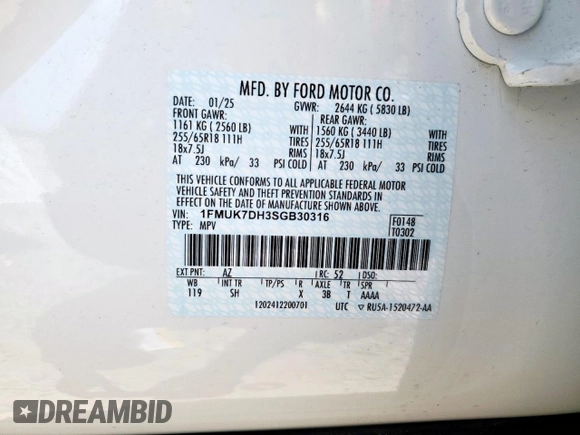 MFD. BY FORD MOTOR CO.
DATE: 01/25 GVWR: 2644 KG ( 5830 LB)
FRONT GAWR: REAR GAWR:
1161 KG ( 2560 LB) WITH 1560 KG ( 3440 LB) WITH
255/65R18 111H TIRES 255/65R18 111H TIRES
18x7.5J RIMS 18x7.5J RIMS
AT 230 kPa/ 33 PSI COLD AT 230 kPa/ 33 PSI COLD
THIS VEHICLE CONFORMS TO ALL APPLICABLE FEDERAL MOTOR
VEHICLE SAFETY AND THEFT PREVENTION STANDARDS IN
EFFECT ON THE DATE OF MANUFACTURE SHOWN ABOVE.
VIN: 1FMUK7DH3SGB30316 F0148
TYPE: MPV T0302
EXT PNT: AZ RC: 52 DSO:
WB INT TR TP/PS R AXLE TR SPR
119 SH X 3B T AAAA
1202412200701 UTC ▽ RU5A-1520472-AA
DREAMBID